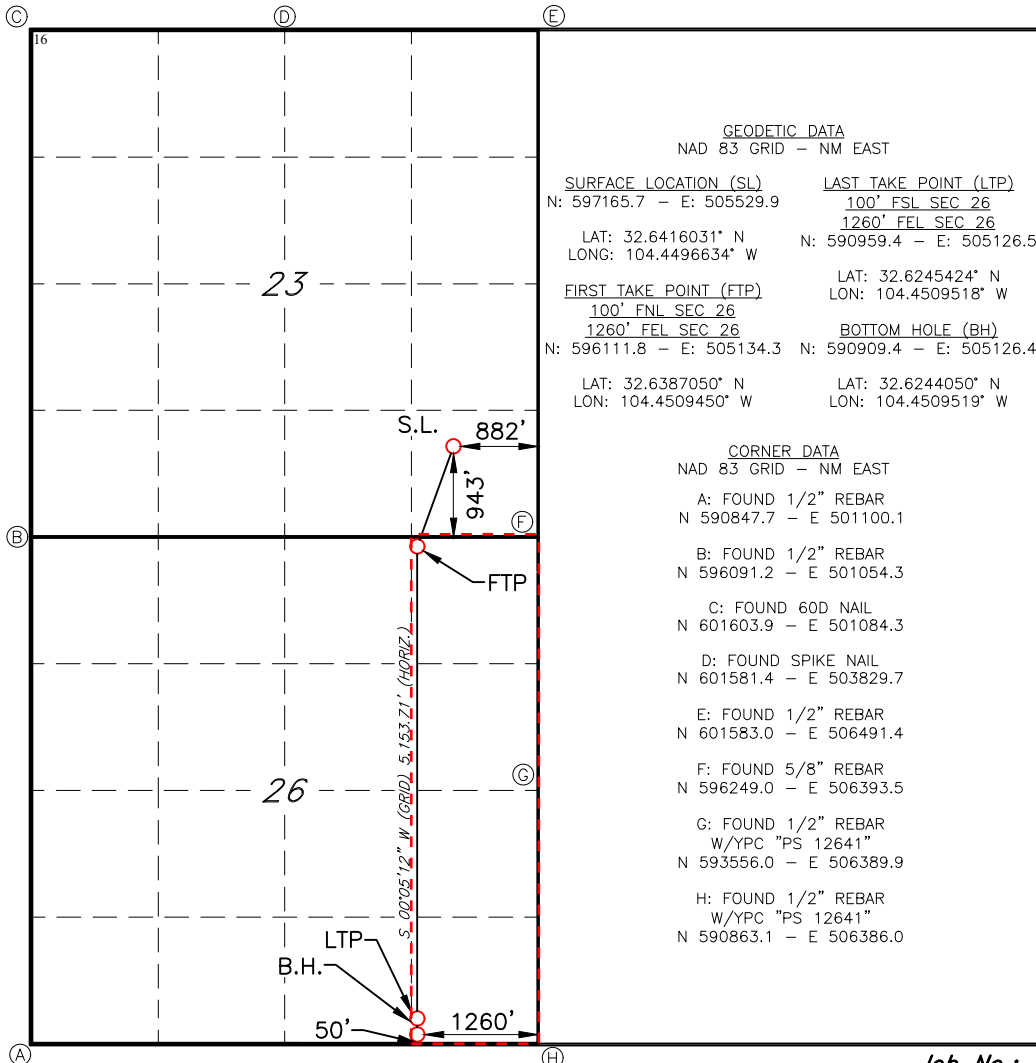 C
D
E
16
GEODETIC DATA
NAD 83 GRID – NM EAST
SURFACE LOCATION (SL)
N: 597165.7 – E: 505529.9
LAT: 32.6416031° N
LONG: 104.4496634° W
LAST TAKE POINT (LTP)
100' FSL SEC 26
1260' FEL SEC 26
N: 590959.4 – E: 505126.5
LAT: 32.6245424° N
LON: 104.4509518° W
23
FIRST TAKE POINT (FTP)
100' FNL SEC 26
1260' FEL SEC 26
N: 596111.8 – E: 505134.3
LAT: 32.6387050° N
LON: 104.4509450° W
BOTTOM HOLE (BH)
N: 590909.4 – E: 505126.4
LAT: 32.6244050° N
LON: 104.4509519° W
S.L.
882'
943'
CORNER DATA
NAD 83 GRID – NM EAST
A: FOUND 1/2" REBAR
N 590847.7 – E 501100.1
B: FOUND 1/2" REBAR
N 596091.2 – E 501054.3
C: FOUND 60D NAIL
N 601603.9 – E 501084.3
D: FOUND SPIKE NAIL
N 601581.4 – E 503829.7
E: FOUND 1/2" REBAR
N 601583.0 – E 506491.4
F: FOUND 5/8" REBAR
N 596249.0 – E 506393.5
G: FOUND 1/2" REBAR
W/YPC "PS 12641"
N 593556.0 – E 506389.9
H: FOUND 1/2" REBAR
W/YPC "PS 12641"
N 590863.1 – E 506386.0
B
F
FTP
S 00°05'12" W (GRID) 5,153.71' (HORIZ.)
26
G
LTP
B.H.
50'
1260'
A
H
Job No.: